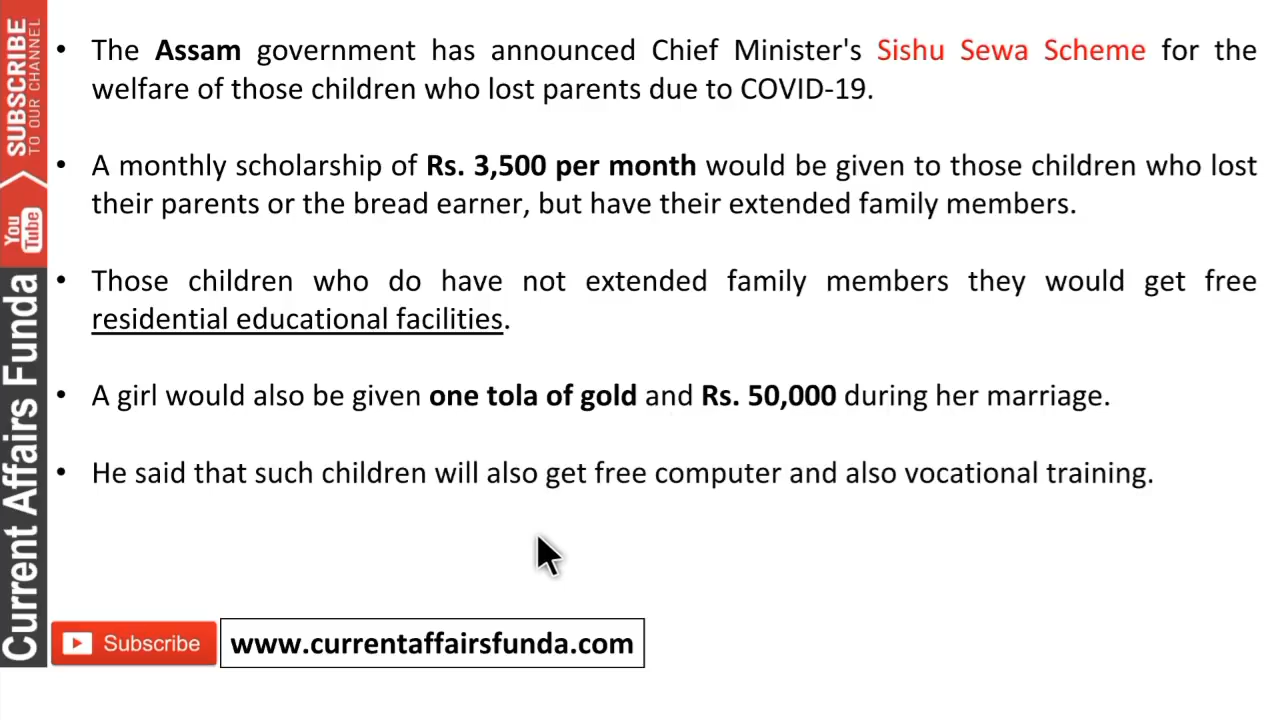 SUBSCRIBE
TO OUR CHANNEL
You
Tube
Current Affairs Funda
• The Assam government has announced Chief Minister's Sishu Sewa Scheme for the
welfare of those children who lost parents due to COVID-19.
• A monthly scholarship of Rs. 3,500 per month would be given to those children who lost
their parents or the bread earner, but have their extended family members.
• Those children who do have not extended family members they would get free
residential educational facilities.
• A girl would also be given one tola of gold and Rs. 50,000 during her marriage.
• He said that such children will also get free computer and also vocational training.
Subscribe
www.currentaffairsfunda.com